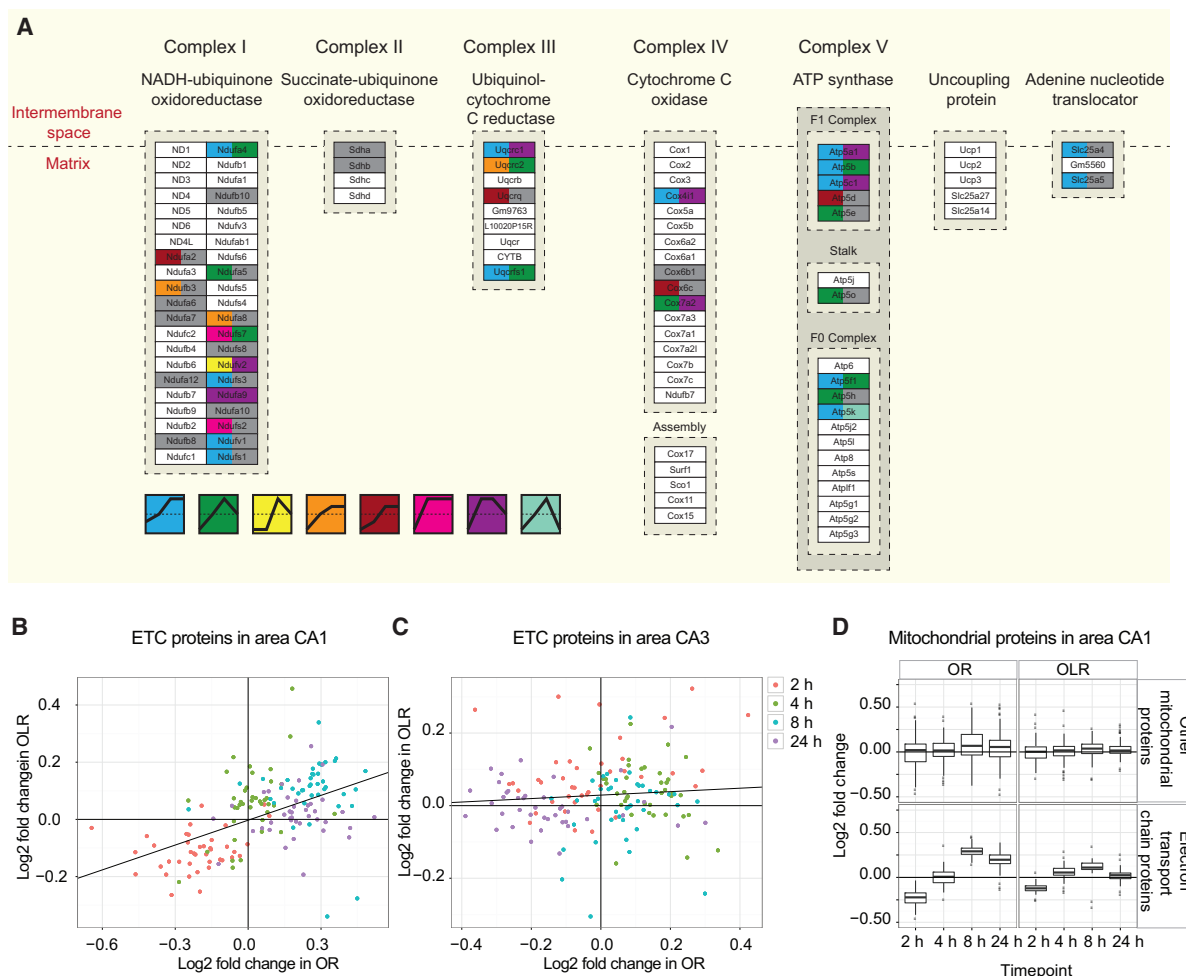 A
Complex I
Complex II
Complex III
Complex IV
Complex V
NADH-ubiquinone
oxidoreductase
Succinate-ubiquinone
oxidoreductase
Ubiquinol-
cytochrome
C reductase
Cytochrome C
oxidase
ATP synthase
Uncoupling
protein
Adenine nucleotide
translocator
Intermembrane
space
Matrix
ND1
ND2
ND3
ND4
ND5
ND6
ND4L
Ndufa2
Ndufa3
Ndufb3
Ndufa6
Ndufa7
Ndufc2
Ndufb4
Ndufb6
Ndufa12
Ndufb7
Ndufb9
Ndufb2
Ndufb8
Ndufc1
Ndufa4
Ndufb1
Ndufa1
Ndufb10
Ndufb5
Ndufv3
Ndufab1
Ndufs6
Ndufa5
Ndufs5
Ndufs4
Ndufa8
Ndufs7
Ndufs8
Ndufv2
Ndufs3
Ndufa9
Ndufa10
Ndufs2
Ndufv1
Ndufs1
Sdha
Sdhb
Sdhc
Sdhd
Uqcrc1
Uqcrc2
Uqcrb
Uqcrq
Gm9763
L10020P15R
Uqcr
CYTB
Uqcrfs1
Cox1
Cox2
Cox3
Cox4i1
Cox5a
Cox5b
Cox6a2
Cox6a1
Cox6b1
Cox6c
Cox7a2
Cox7a3
Cox7a1
Cox7a2l
Cox7b
Cox7c
Ndufb7
Assembly
Cox17
Surf1
Sco1
Cox11
Cox15
F1 Complex
Atp5a1
Atp5b
Atp5c1
Atp5d
Atp5e
Stalk
Atp5j
Atp5o
F0 Complex
Atp6
Atp5f1
Atp5h
Atp5k
Atp5j2
Atp5l
Atp8
Atp5s
AtpIf1
Atp5g1
Atp5g2
Atp5g3
Ucp1
Ucp2
Ucp3
Slc25a27
Slc25a14
Slc25a4
Gm5560
Slc25a5
B
ETC proteins in area CA1
Log2 fold changein OLR
0.4
0.2
0.0
−0.2
−0.6
−0.3
0.0
0.3
Log2 fold change in OR
C
ETC proteins in area CA3
Log2 fold change in OLR
0.2
0.0
−0.2
−0.4
−0.2
0.0
0.2
0.4
Log2 fold change in OR
2 h
4 h
8 h
24 h
D
Mitochondrial proteins in area CA1
OR
OLR
Log2 fold change
0.50
0.00
−0.50
0.50
0.00
−0.50
Other
mitochondrial
proteins
Electron
transport
chain proteins
2 h
4 h
8 h
24 h
2 h
4 h
8 h
24 h
Timepoint